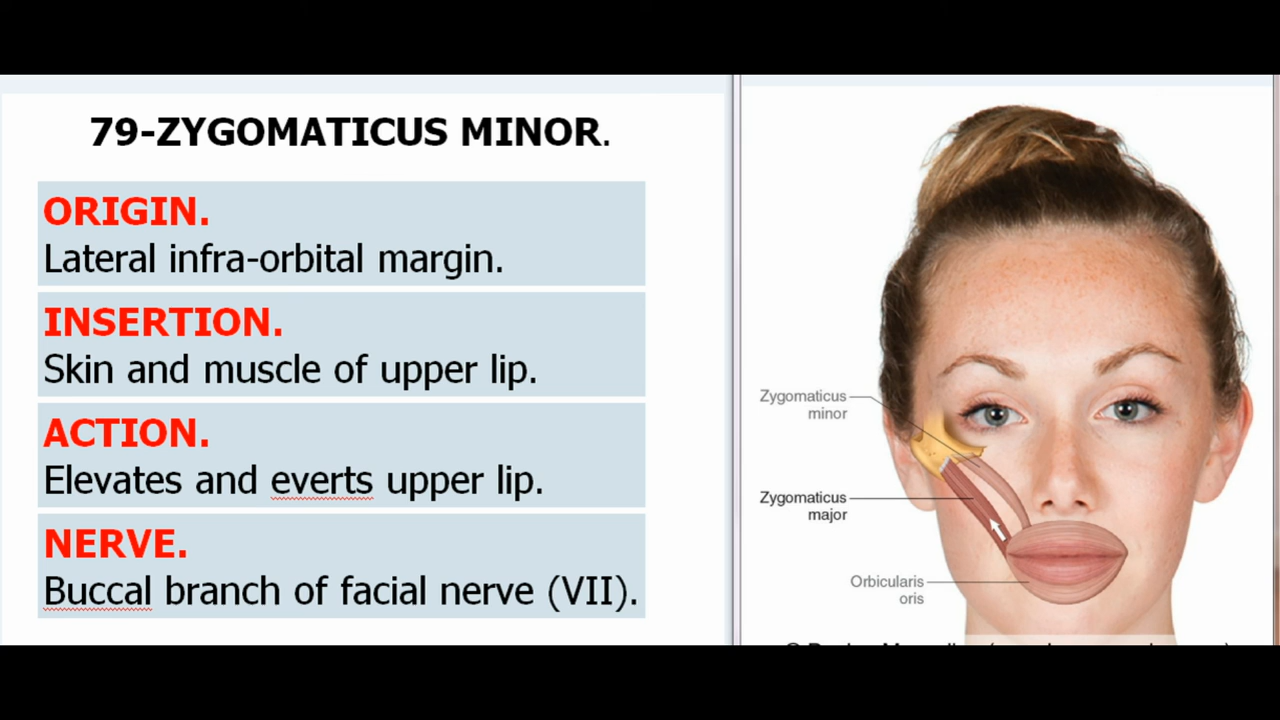 79-ZYGOMATICUS MINOR.
ORIGIN.
Lateral infra-orbital margin.
INSERTION.
Skin and muscle of upper lip.
ACTION.
Elevates and everts upper lip.
NERVE.
Buccal branch of facial nerve (VII).
Zygomaticus
minor
Zygomaticus
major
Orbicularis
oris